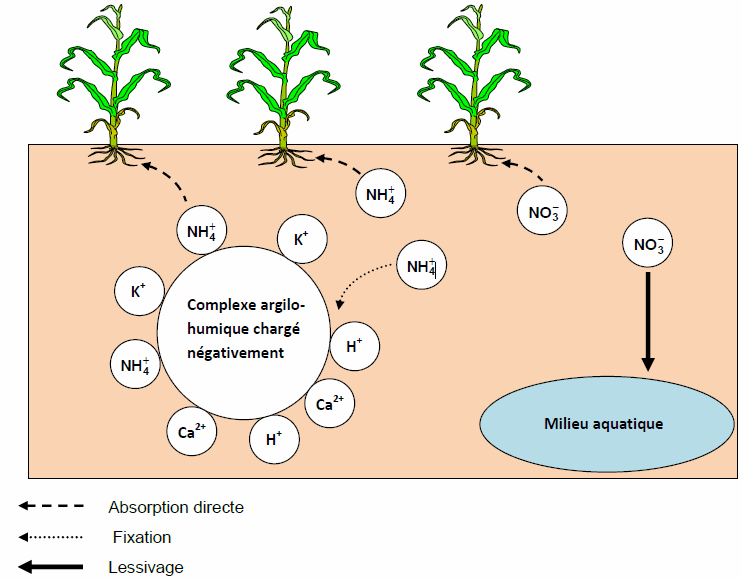 NH₄⁺
NO₃⁻
NH₄⁺
K⁺
NO₃⁻
NH₄⁺
K⁺
Complexe argilo-
humique chargé
négativement
H⁺
NH₄⁺
Ca²⁺
Ca²⁺
H⁺
Milieu aquatique
Absorption directe
Fixation
Lessivage